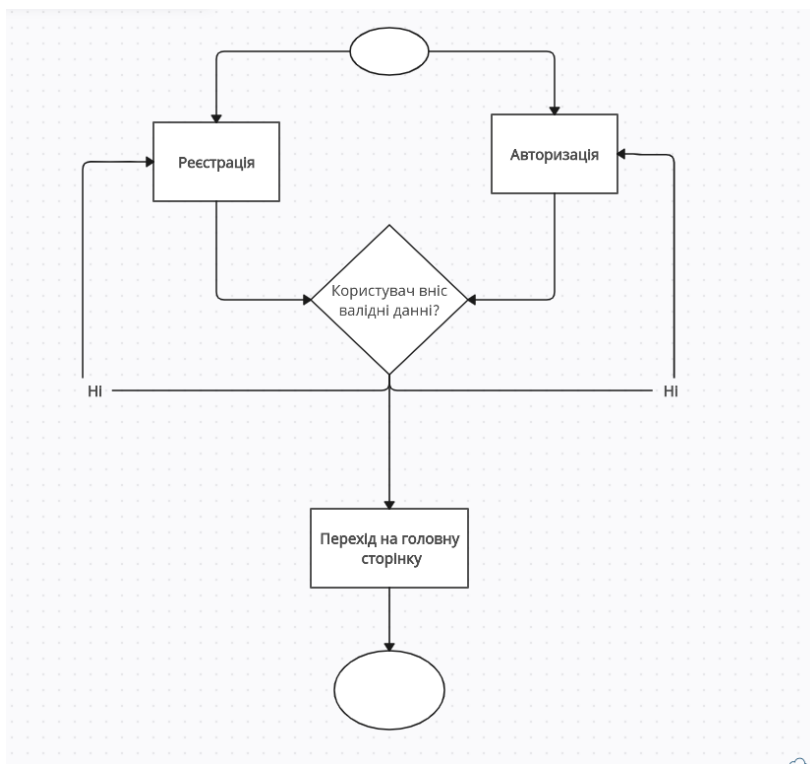 Реєстрація
Авторизація
Користувач вніс
валідні данні?
НІ
НІ
Перехід на головну
сторінку